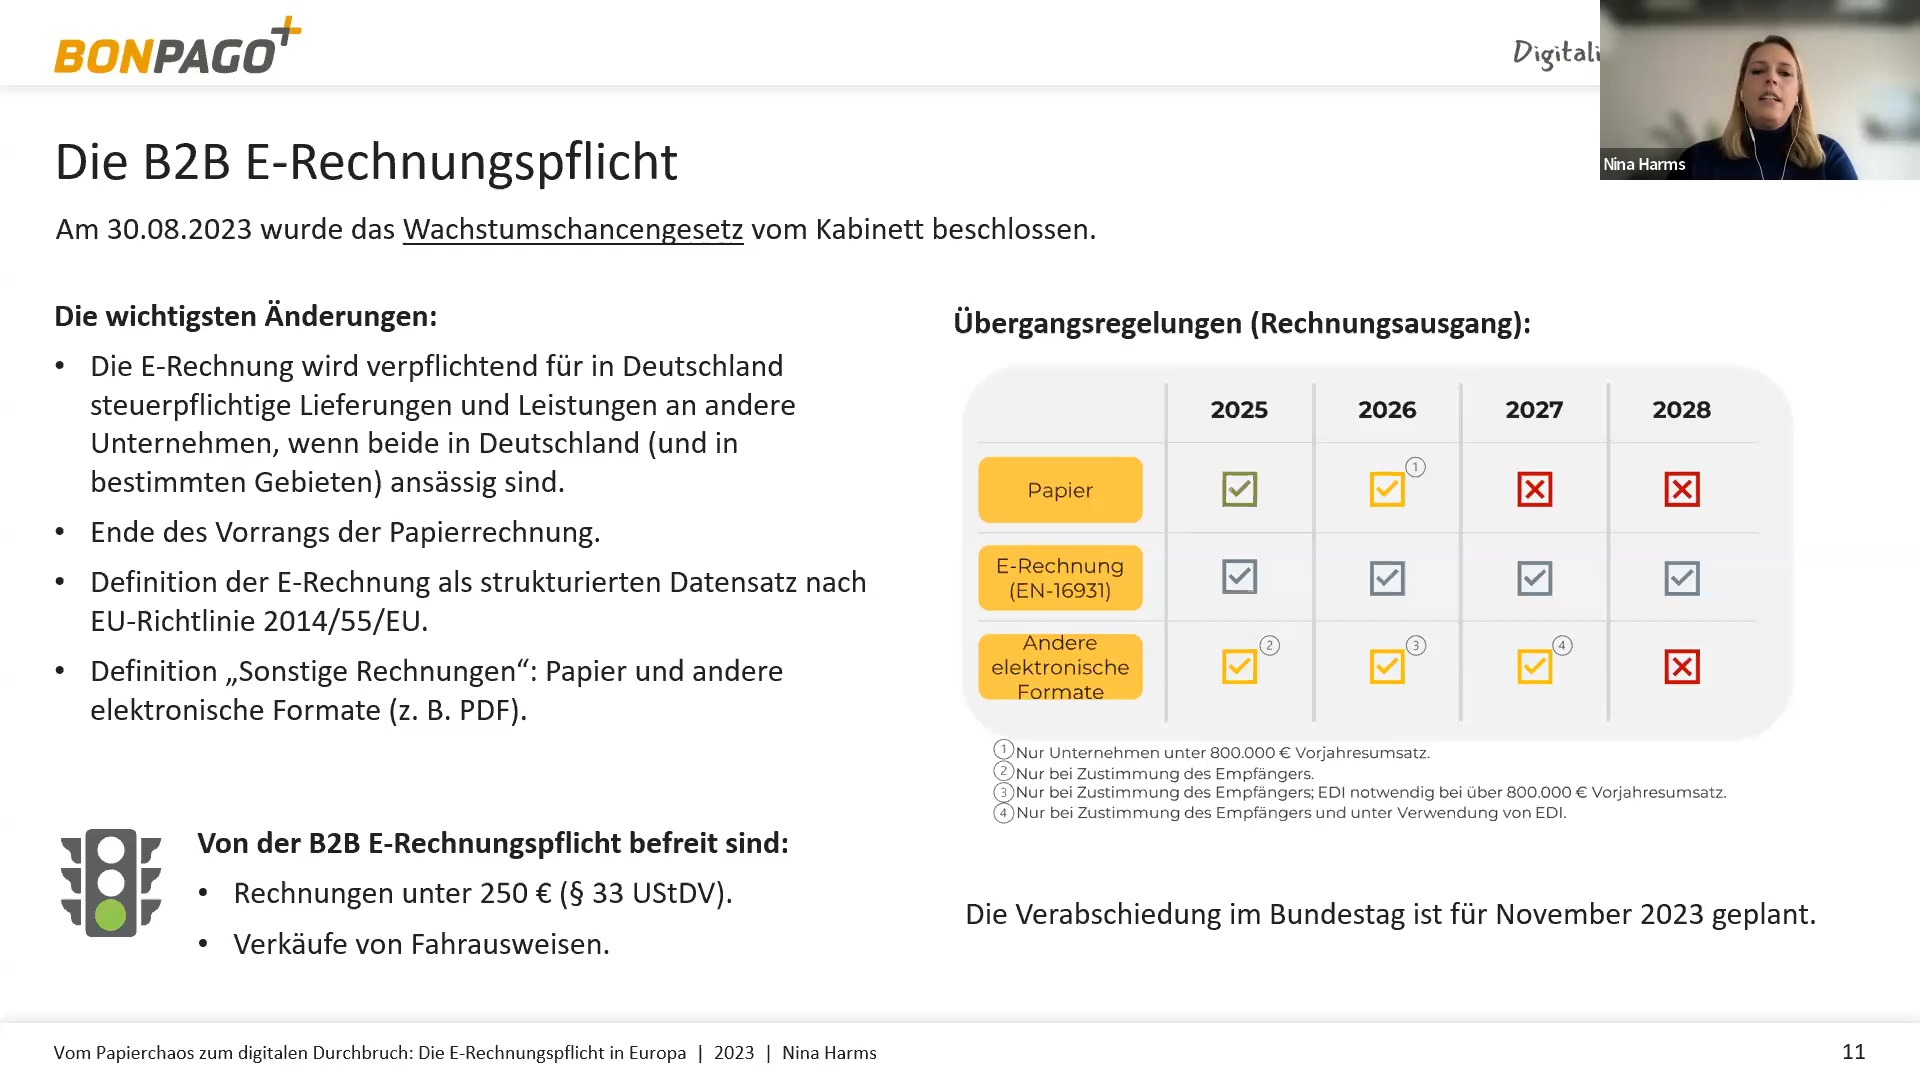 BONPAGO
Digitali
Nina Harms
Die B2B E-Rechnungspflicht
Am 30.08.2023 wurde das Wachstumschancengesetz vom Kabinett beschlossen.
Die wichtigsten Änderungen:
• Die E-Rechnung wird verpflichtend für in Deutschland
steuerpflichtige Lieferungen und Leistungen an andere
Unternehmen, wenn beide in Deutschland (und in
bestimmten Gebieten) ansässig sind.
• Ende des Vorrangs der Papierrechnung.
• Definition der E-Rechnung als strukturierten Datensatz nach
EU-Richtlinie 2014/55/EU.
• Definition „Sonstige Rechnungen“: Papier und andere
elektronische Formate (z. B. PDF).
Von der B2B E-Rechnungspflicht befreit sind:
• Rechnungen unter 250 € (§ 33 UStDV).
• Verkäufe von Fahrausweisen.
Übergangsregelungen (Rechnungsausgang):
2025 2026 2027 2028
Papier 1
E-Rechnung
(EN-16931)
Andere
elektronische
Formate
2 3 4
1 Nur Unternehmen unter 800.000 € Vorjahresumsatz.
2 Nur bei Zustimmung des Empfängers.
3 Nur bei Zustimmung des Empfängers; EDI notwendig bei über 800.000 € Vorjahresumsatz.
4 Nur bei Zustimmung des Empfängers und unter Verwendung von EDI.
Die Verabschiedung im Bundestag ist für November 2023 geplant.
Vom Papierchaos zum digitalen Durchbruch: Die E-Rechnungspflicht in Europa | 2023 | Nina Harms
11